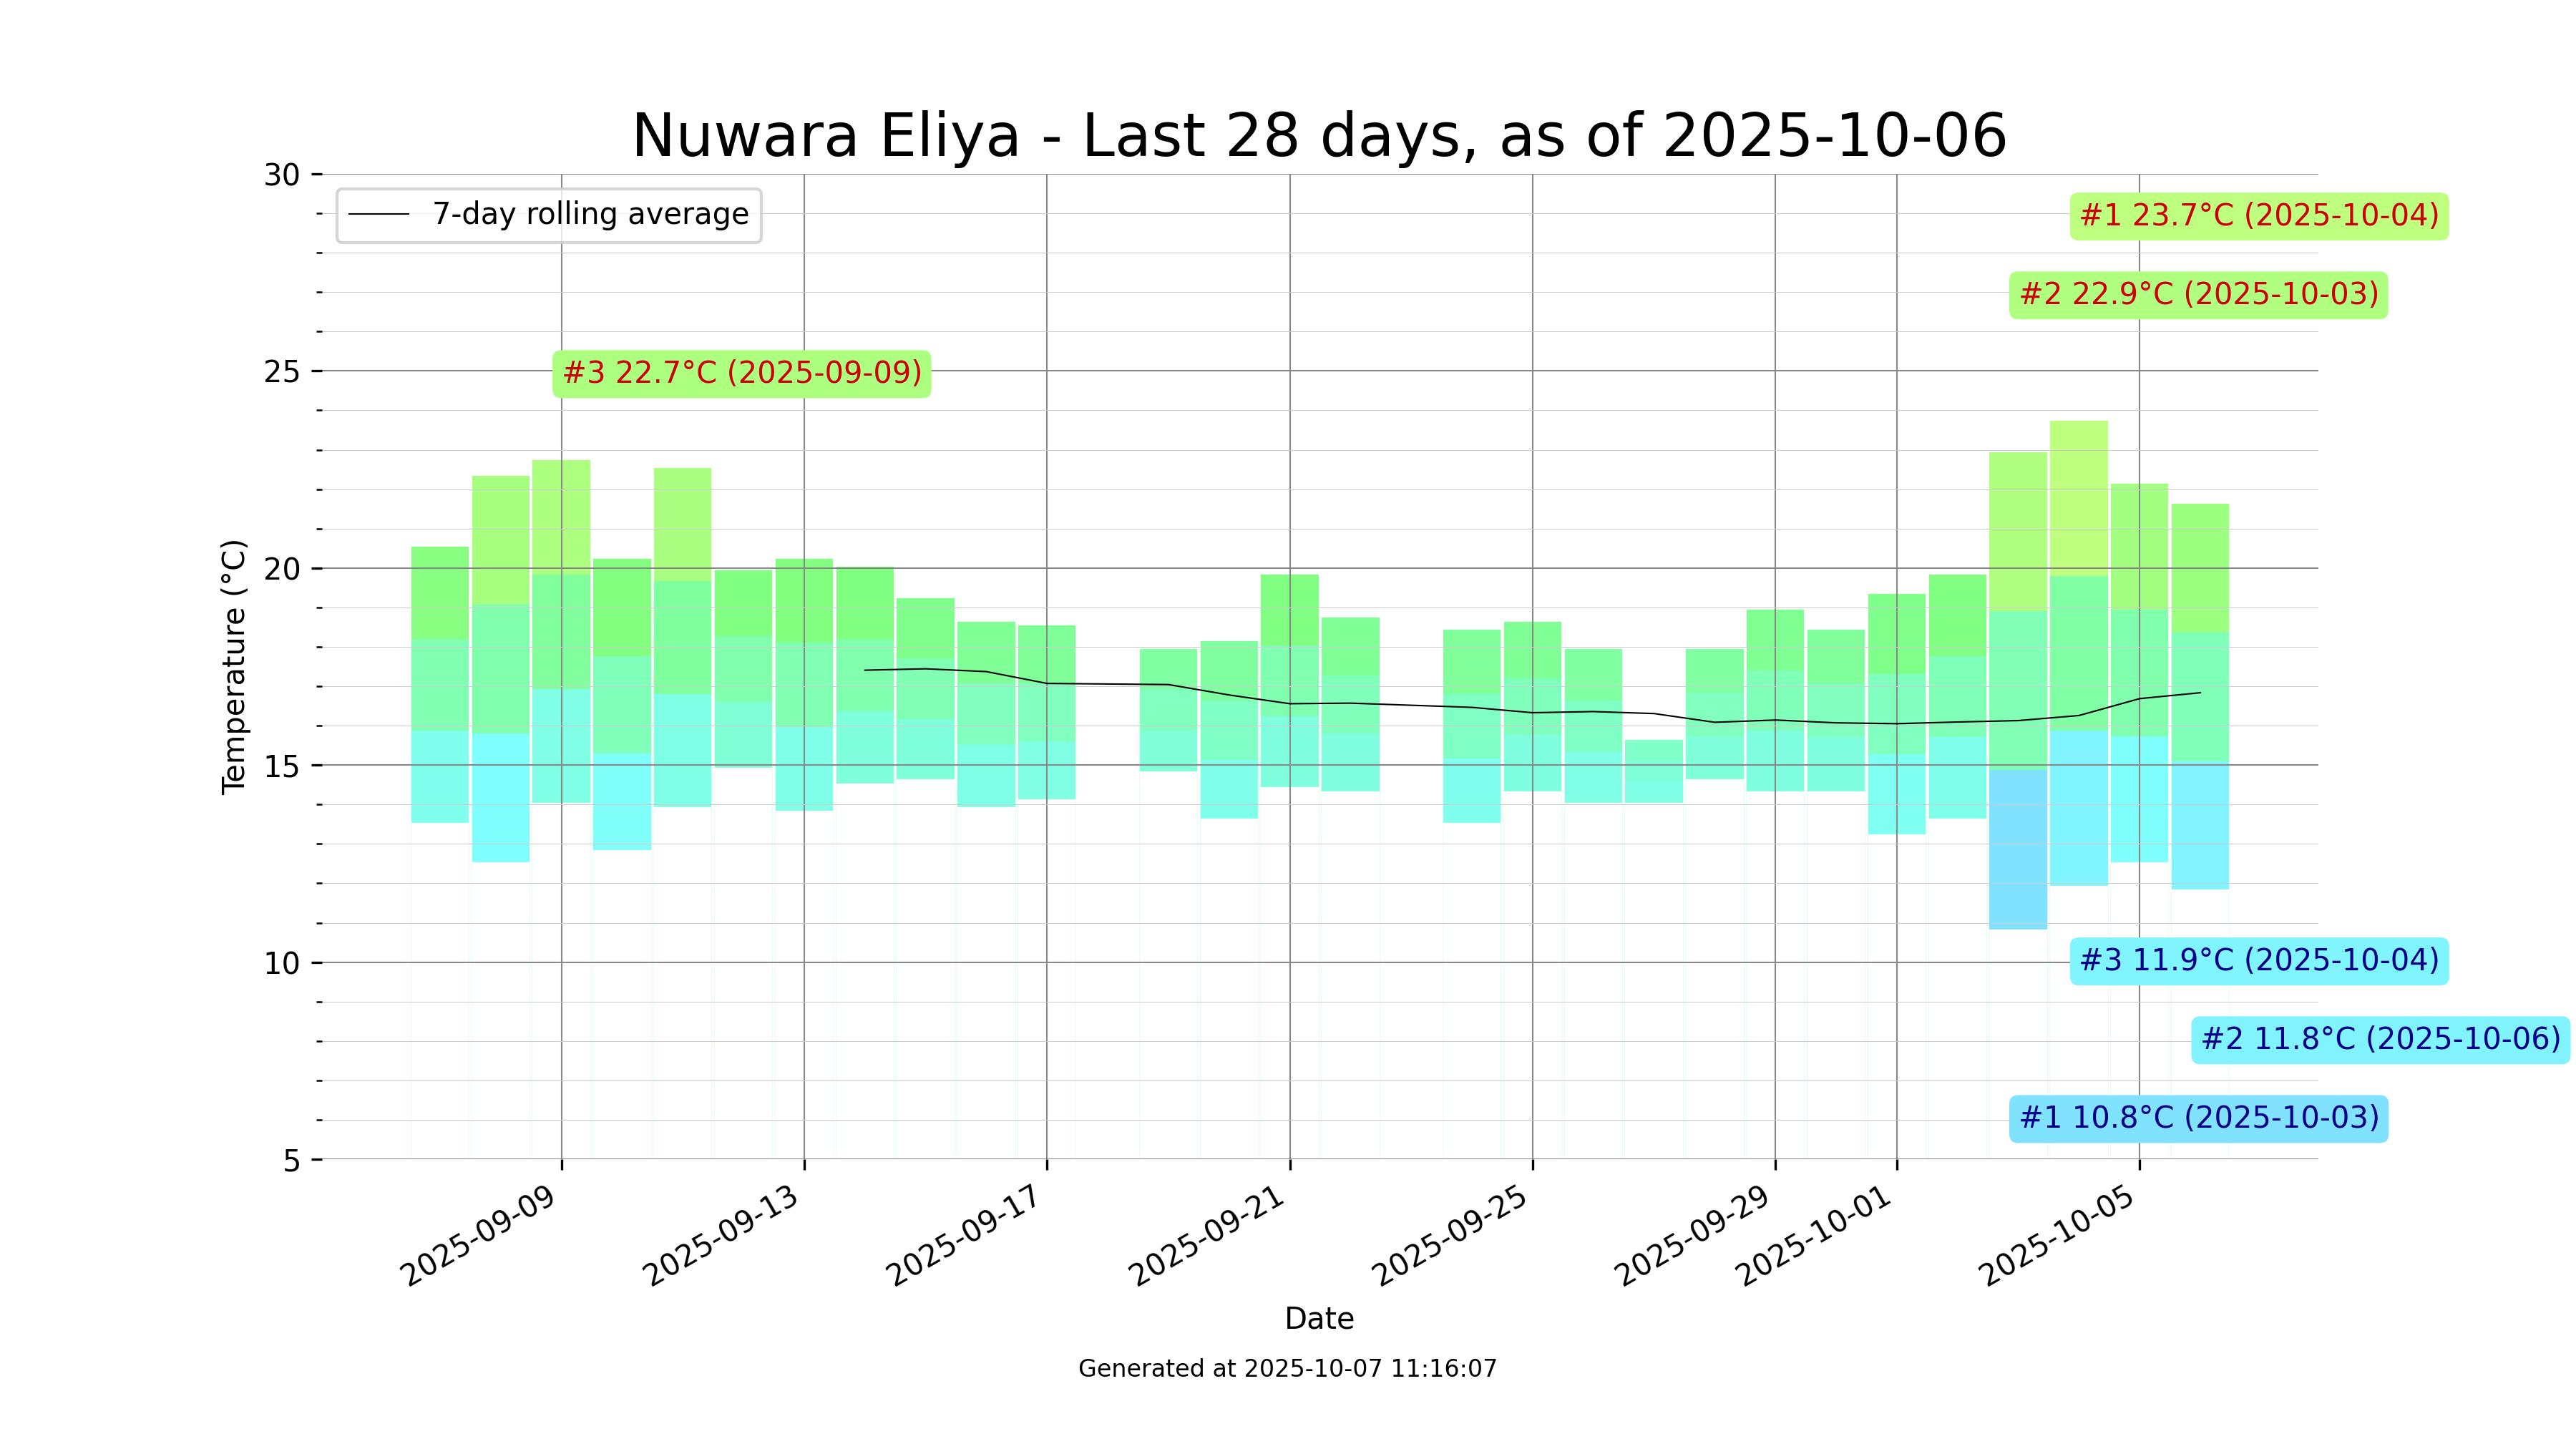 Nuwara Eliya - Last 28 days, as of 2025-10-06
30
7-day rolling average
#1 23.7°C (2025-10-04)
#2 22.9°C (2025-10-03)
25
#3 22.7°C (2025-09-09)
20
Temperature (°C)
15
10
#3 11.9°C (2025-10-04)
#2 11.8°C (2025-10-06)
#1 10.8°C (2025-10-03)
5
2025-09-09
2025-09-13
2025-09-17
2025-09-21
2025-09-25
2025-09-29
2025-10-01
2025-10-05
Date
Generated at 2025-10-07 11:16:07